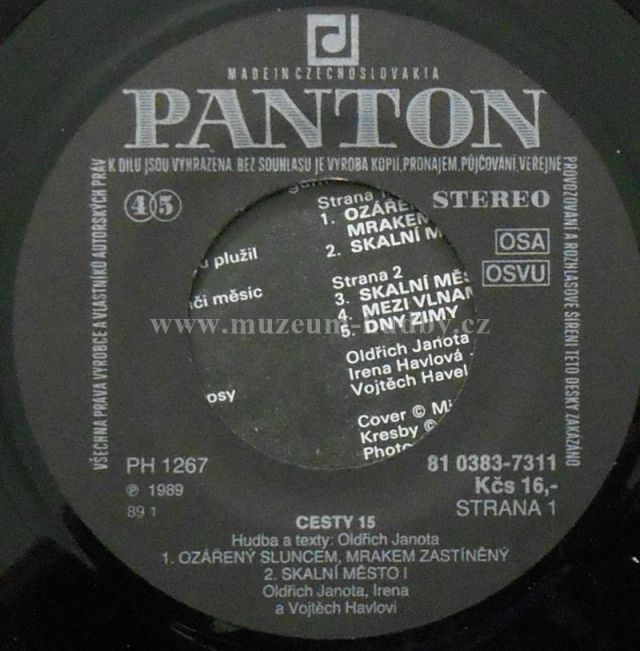 MADE IN CZECHOSLOVAKIA
PANTON
VŠECHNA PRÁVA VÝROBCE A VLASTNÍKŮ AUTORSKÝCH PRÁV
K DÍLU JSOU VYHRAZENA. BEZ SOUHLASU JE VÝROBA KOPIÍ, PRONÁJEM, PŮJČOVÁNÍ, VEŘEJNÉ
PROVOZOVÁNÍ A ROZHLASOVÉ ŠÍŘENÍ TÉTO DESKY ZAKÁZÁNO
45
STEREO
OSA
OSVU
plužil
měsíc
osy
Strana
1. OZÁŘEN
MRAKEM
2. SKALNÍ M
Strana 2
3. SKALNÍ MĚS
4. MEZI VLNAM
5. DNY ZIMY
Oldřich Janota
Irena Havlová
Vojtěch Havel
Cover © Mi
Kresby ©
Photo
www.muzeum-hudby.cz
PH 1267
℗ 1989
89 1
81 0383-7311
Kčs 16,-
STRANA 1
CESTY 15
Hudba a texty: Oldřich Janota
1. OZÁŘENÝ SLUNCEM, MRAKEM ZASTÍNĚNÝ
2. SKALNÍ MĚSTO I
Oldřich Janota, Irena
a Vojtěch Havlovi